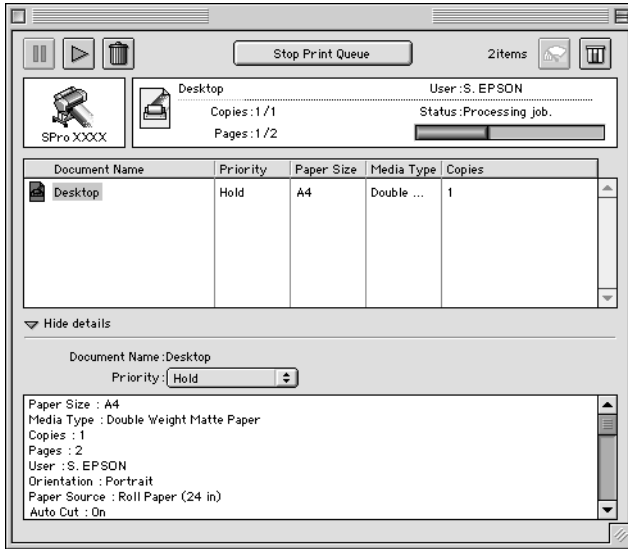 Stop Print Queue
2items
SPro XXXX
Desktop
User :S. EPSON
Copies :1/1
Status :Processing job.
Pages :1/2
Document Name Priority Paper Size Media Type Copies
Desktop Hold A4 Double ... 1
Hide details
Document Name :Desktop
Priority : Hold
Paper Size : A4
Media Type : Double Weight Matte Paper
Copies : 1
Pages : 2
User : S. EPSON
Orientation : Portrait
Paper Source : Roll Paper (24 in)
Auto Cut : On